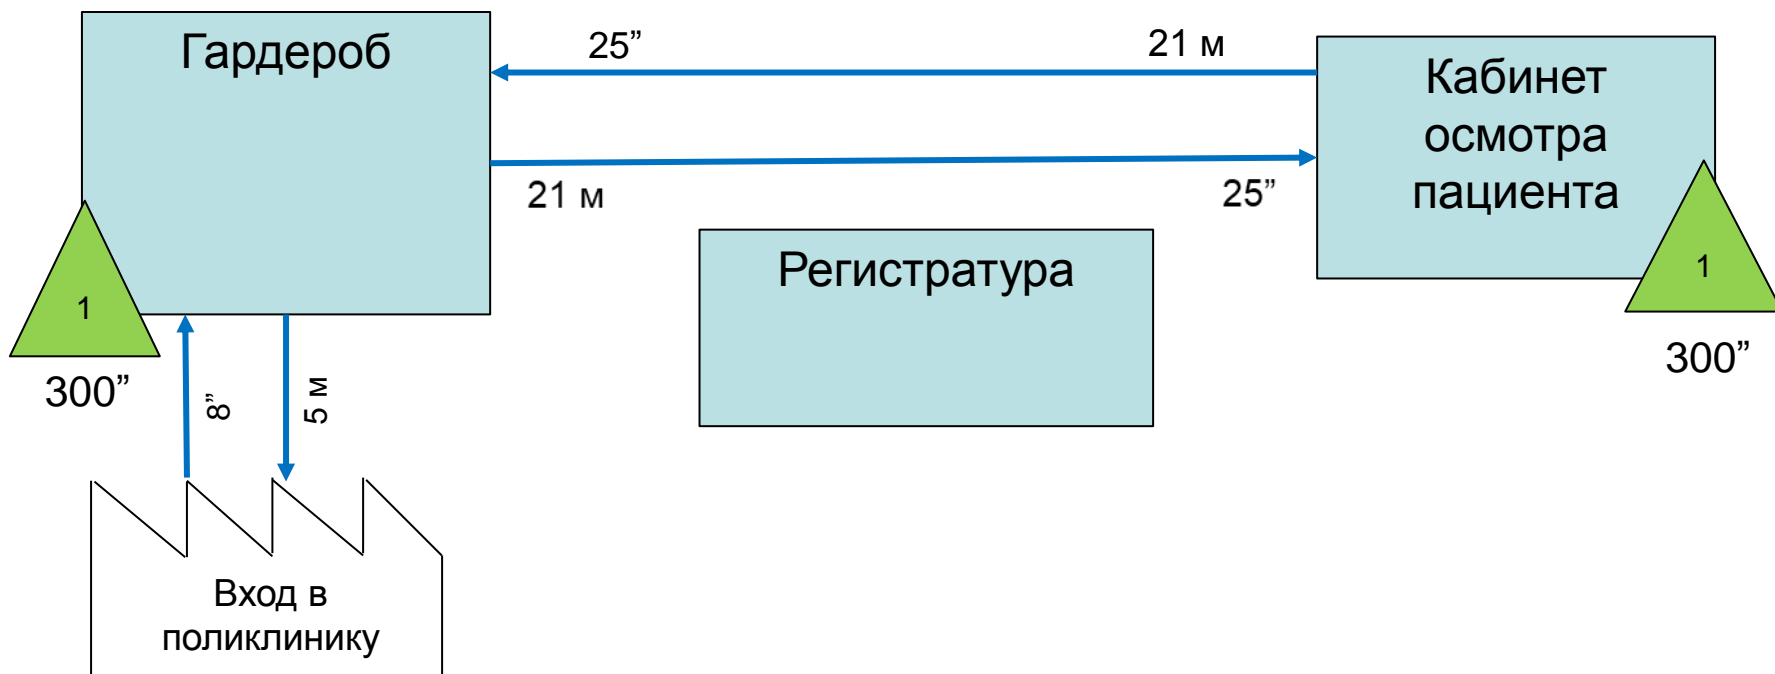 Гардероб
25”
21 м
Кабинет
осмотра
пациента
21 м
25”
Регистратура
1
1
300”
300”
8”
5 м
Вход в
поликлинику